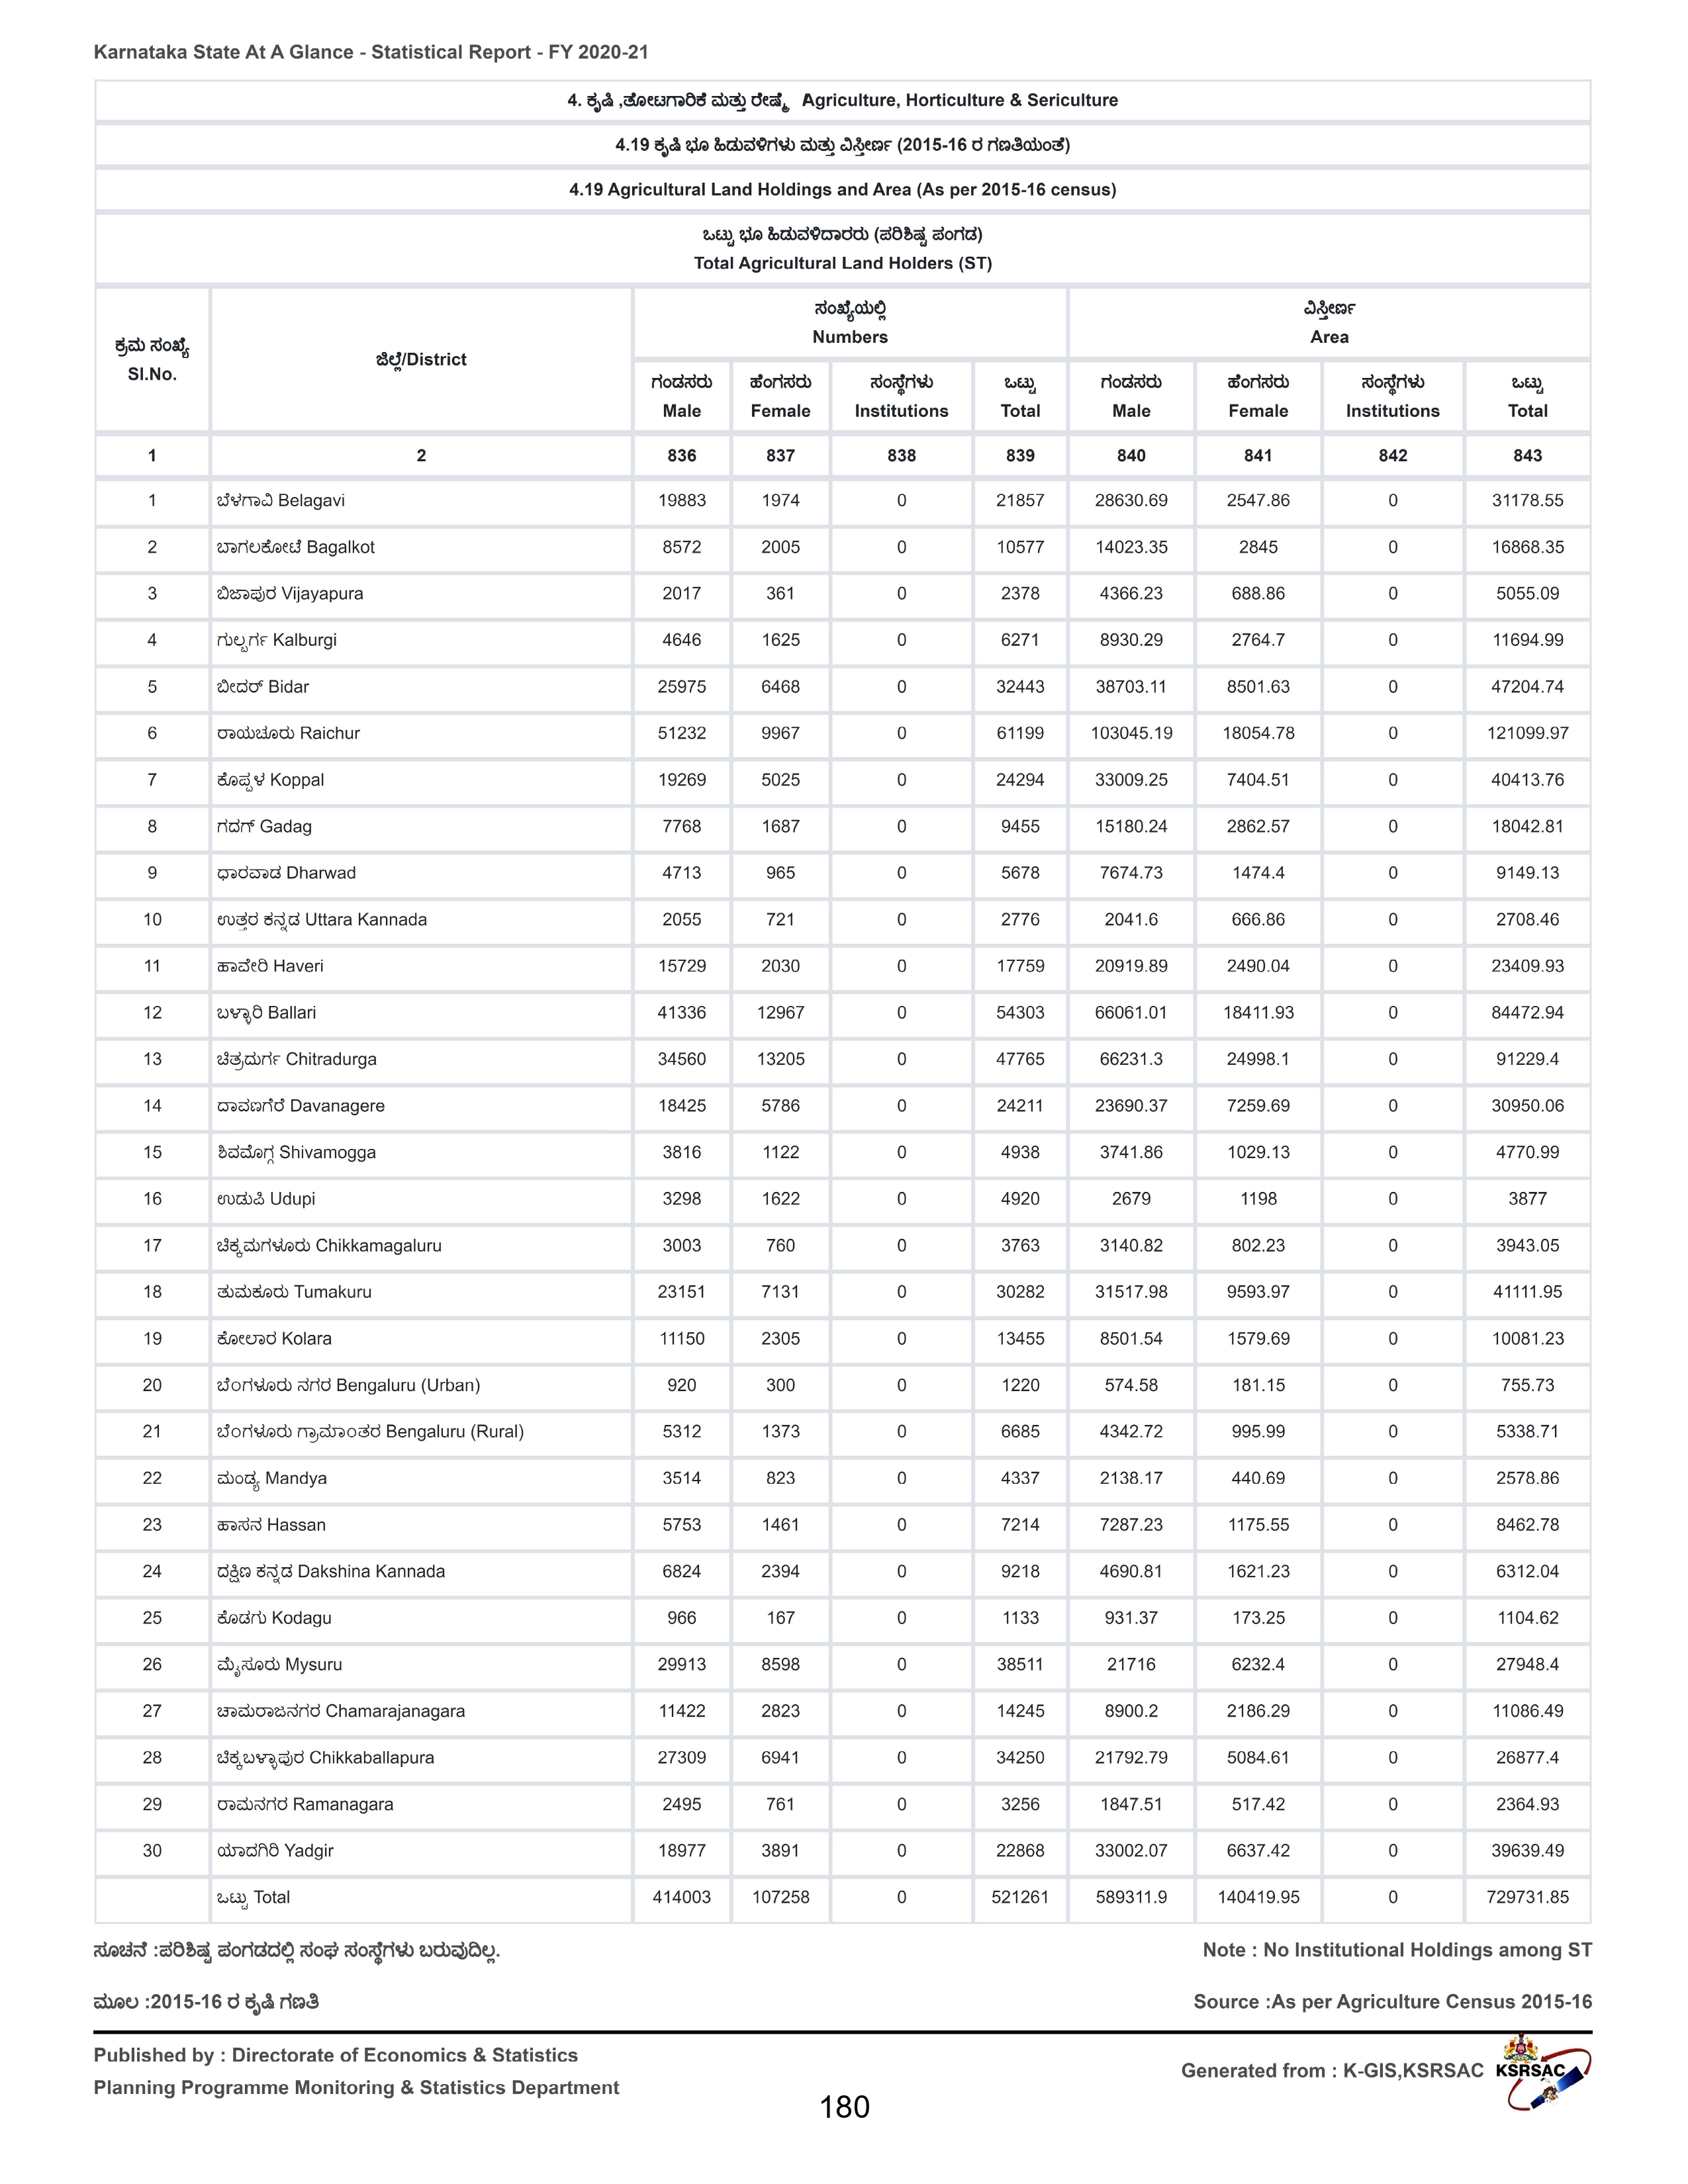 Karnataka State At A Glance - Statistical Report - FY 2020-21
4. ಕೃಷಿ ,ತೋಟಗಾರಿಕೆ ಮತ್ತು ರೇಷ್ಮೆ Agriculture, Horticulture & Sericulture
4.19 ಕೃಷಿ ಭೂ ಹಿಡುವಳಿಗಳು ಮತ್ತು ವಿಸ್ತೀರ್ಣ (2015-16 ರ ಗಣತಿಯಂತೆ)
4.19 Agricultural Land Holdings and Area (As per 2015-16 census)
ಒಟ್ಟು ಭೂ ಹಿಡುವಳಿದಾರರು (ಪರಿಶಿಷ್ಟ ಪಂಗಡ)
Total Agricultural Land Holders (ST)
ಕ್ರಮ ಸಂಖ್ಯೆ ಜಿಲ್ಲೆ/District ಸಂಖ್ಯೆಯಲ್ಲಿ ವಿಸ್ತೀರ್ಣ
Sl.No. Numbers Area
ಗಂಡಸರು ಹೆಂಗಸರು ಸಂಸ್ಥೆಗಳು ಒಟ್ಟು ಗಂಡಸರು ಹೆಂಗಸರು ಸಂಸ್ಥೆಗಳು ಒಟ್ಟು
Male Female Institutions Total Male Female Institutions Total
1 2 836 837 838 839 840 841 842 843
1 ಬೆಳಗಾವಿ Belagavi 19883 1974 0 21857 28630.69 2547.86 0 31178.55
2 ಬಾಗಲಕೋಟೆ Bagalkot 8572 2005 0 10577 14023.35 2845 0 16868.35
3 ಬಿಜಾಪುರ Vijayapura 2017 361 0 2378 4366.23 688.86 0 5055.09
4 ಗುಲ್ಬರ್ಗ Kalburgi 4646 1625 0 6271 8930.29 2764.7 0 11694.99
5 ಬೀದರ್ Bidar 25975 6468 0 32443 38703.11 8501.63 0 47204.74
6 ರಾಯಚೂರು Raichur 51232 9967 0 61199 103045.19 18054.78 0 121099.97
7 ಕೊಪ್ಪಳ Koppal 19269 5025 0 24294 33009.25 7404.51 0 40413.76
8 ಗದಗ್ Gadag 7768 1687 0 9455 15180.24 2862.57 0 18042.81
9 ಧಾರವಾಡ Dharwad 4713 965 0 5678 7674.73 1474.4 0 9149.13
10 ಉತ್ತರ ಕನ್ನಡ Uttara Kannada 2055 721 0 2776 2041.6 666.86 0 2708.46
11 ಹಾವೇರಿ Haveri 15729 2030 0 17759 20919.89 2490.04 0 23409.93
12 ಬಳ್ಳಾರಿ Ballari 41336 12967 0 54303 66061.01 18411.93 0 84472.94
13 ಚಿತ್ರದುರ್ಗ Chitradurga 34560 13205 0 47765 66231.3 24998.1 0 91229.4
14 ದಾವಣಗೆರೆ Davanagere 18425 5786 0 24211 23690.37 7259.69 0 30950.06
15 ಶಿವಮೊಗ್ಗ Shivamogga 3816 1122 0 4938 3741.86 1029.13 0 4770.99
16 ಉಡುಪಿ Udupi 3298 1622 0 4920 2679 1198 0 3877
17 ಚಿಕ್ಕಮಗಳೂರು Chikkamagaluru 3003 760 0 3763 3140.82 802.23 0 3943.05
18 ತುಮಕೂರು Tumakuru 23151 7131 0 30282 31517.98 9593.97 0 41111.95
19 ಕೋಲಾರ Kolara 11150 2305 0 13455 8501.54 1579.69 0 10081.23
20 ಬೆಂಗಳೂರು ನಗರ Bengaluru (Urban) 920 300 0 1220 574.58 181.15 0 755.73
21 ಬೆಂಗಳೂರು ಗ್ರಾಮಾಂತರ Bengaluru (Rural) 5312 1373 0 6685 4342.72 995.99 0 5338.71
22 ಮಂಡ್ಯ Mandya 3514 823 0 4337 2138.17 440.69 0 2578.86
23 ಹಾಸನ Hassan 5753 1461 0 7214 7287.23 1175.55 0 8462.78
24 ದಕ್ಷಿಣ ಕನ್ನಡ Dakshina Kannada 6824 2394 0 9218 4690.81 1621.23 0 6312.04
25 ಕೊಡಗು Kodagu 966 167 0 1133 931.37 173.25 0 1104.62
26 ಮೈಸೂರು Mysuru 29913 8598 0 38511 21716 6232.4 0 27948.4
27 ಚಾಮರಾಜನಗರ Chamarajanagara 11422 2823 0 14245 8900.2 2186.29 0 11086.49
28 ಚಿಕ್ಕಬಳ್ಳಾಪುರ Chikkaballapura 27309 6941 0 34250 21792.79 5084.61 0 26877.4
29 ರಾಮನಗರ Ramanagara 2495 761 0 3256 1847.51 517.42 0 2364.93
30 ಯಾದಗಿರಿ Yadgir 18977 3891 0 22868 33002.07 6637.42 0 39639.49
ಒಟ್ಟು Total 414003 107258 0 521261 589311.9 140419.95 0 729731.85
ಸೂಚನೆ :ಪರಿಶಿಷ್ಟ ಪಂಗಡದಲ್ಲಿ ಸಂಘ ಸಂಸ್ಥೆಗಳು ಬರುವುದಿಲ್ಲ. Note : No Institutional Holdings among ST
ಮೂಲ :2015-16 ರ ಕೃಷಿ ಗಣತಿ Source :As per Agriculture Census 2015-16
Published by : Directorate of Economics & Statistics
Planning Programme Monitoring & Statistics Department
Generated from : K-GIS,KSRSAC KSRSAC
180